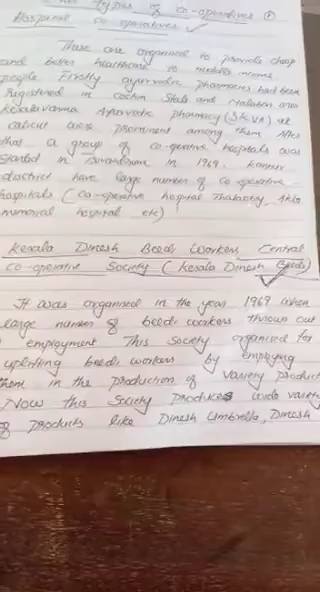 types of co-operatives
Hospital co-operatives
These are organised to provide cheap
and better healthcare to middle income
people Firstly ayurvedic pharmacies had been
Registered in Cochin State and Malabar area
Keralavarma Ayurvedic pharmacy (SKVA) at
calicut was prominent among them After
that a group of co-operative hospitals was
started in Trivandrum in 1969. Kannur
district have large number of co-operative
hospitals (co-operative hospital Thalassery, AKG
memorial hospital etc)
Kerala Dinesh Beedi Workers Central
co-operative Society (Kerala Dinesh Beedi)
It was organised in the year 1969 when
large number of beedi workers thrown out
employment This Society organised for
uplifting beedi workers by employing
them in the production of variety product
Now this Society produces wide variety
of products like Dinesh Umbrella, Dinesh